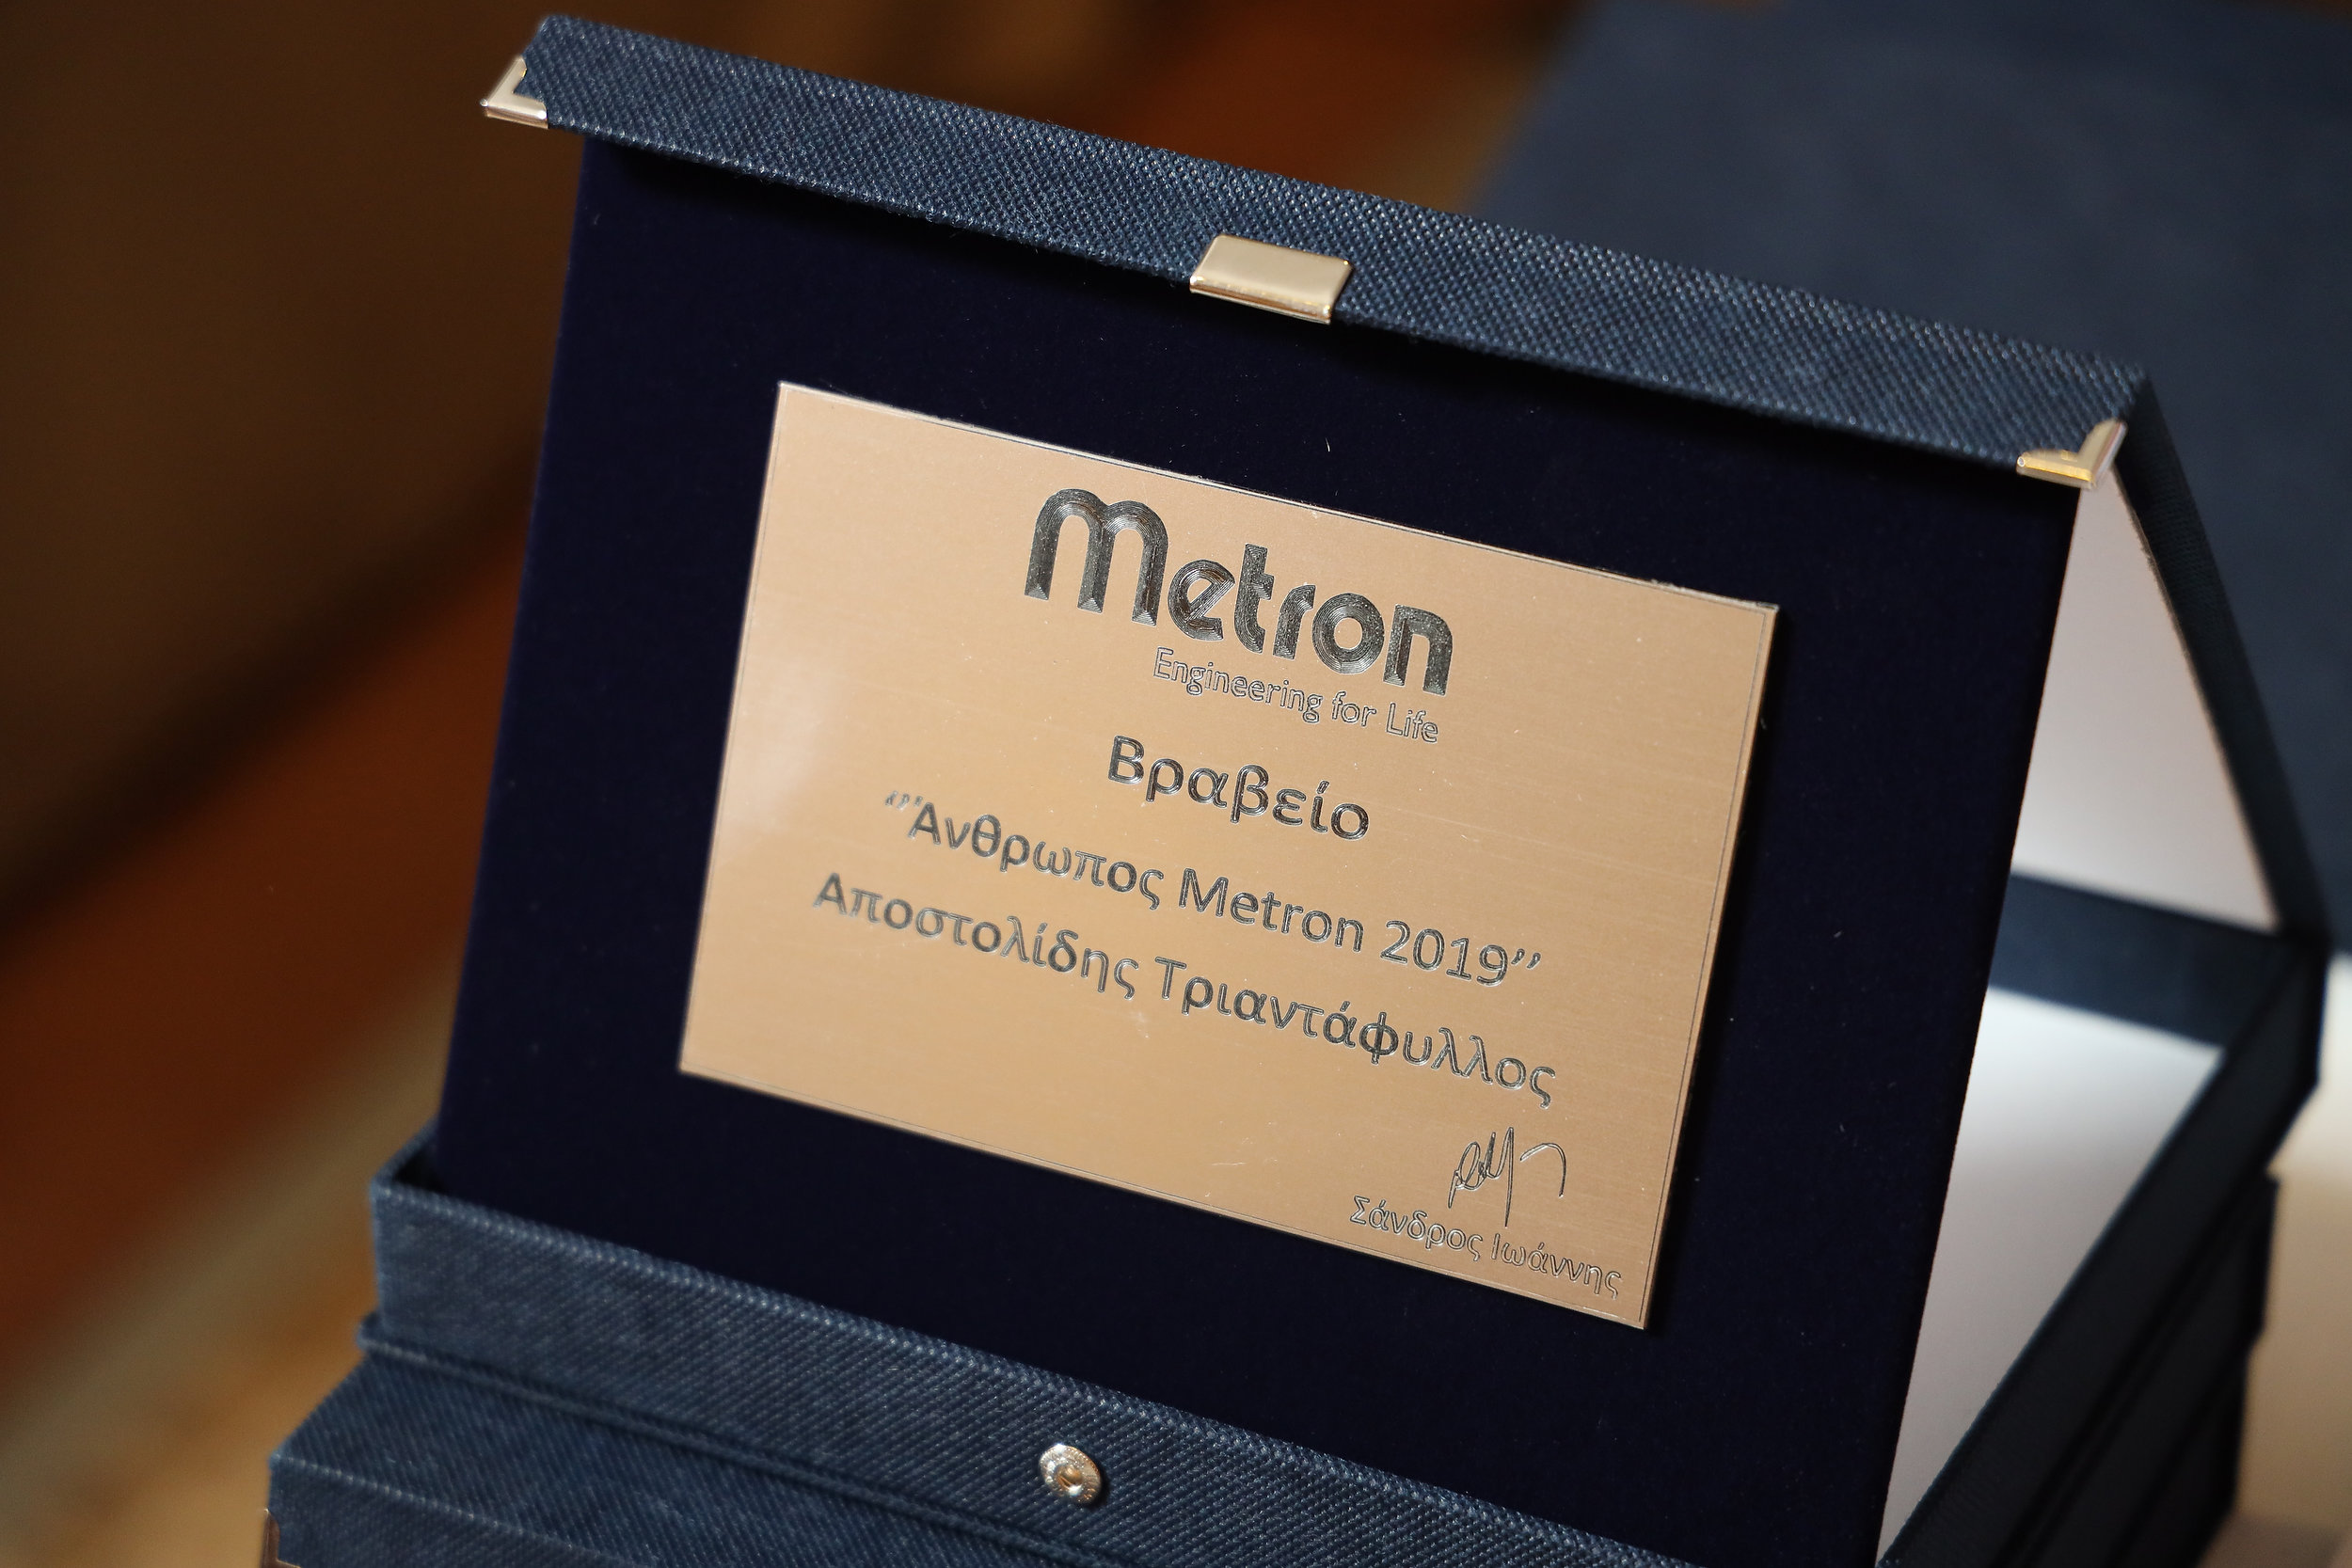 Metron
Engineering for Life
Βραβείο
“Άνθρωπος Metron 2019”
Αποστολίδης Τριαντάφυλλος
Σάνδρος Ιωάννης